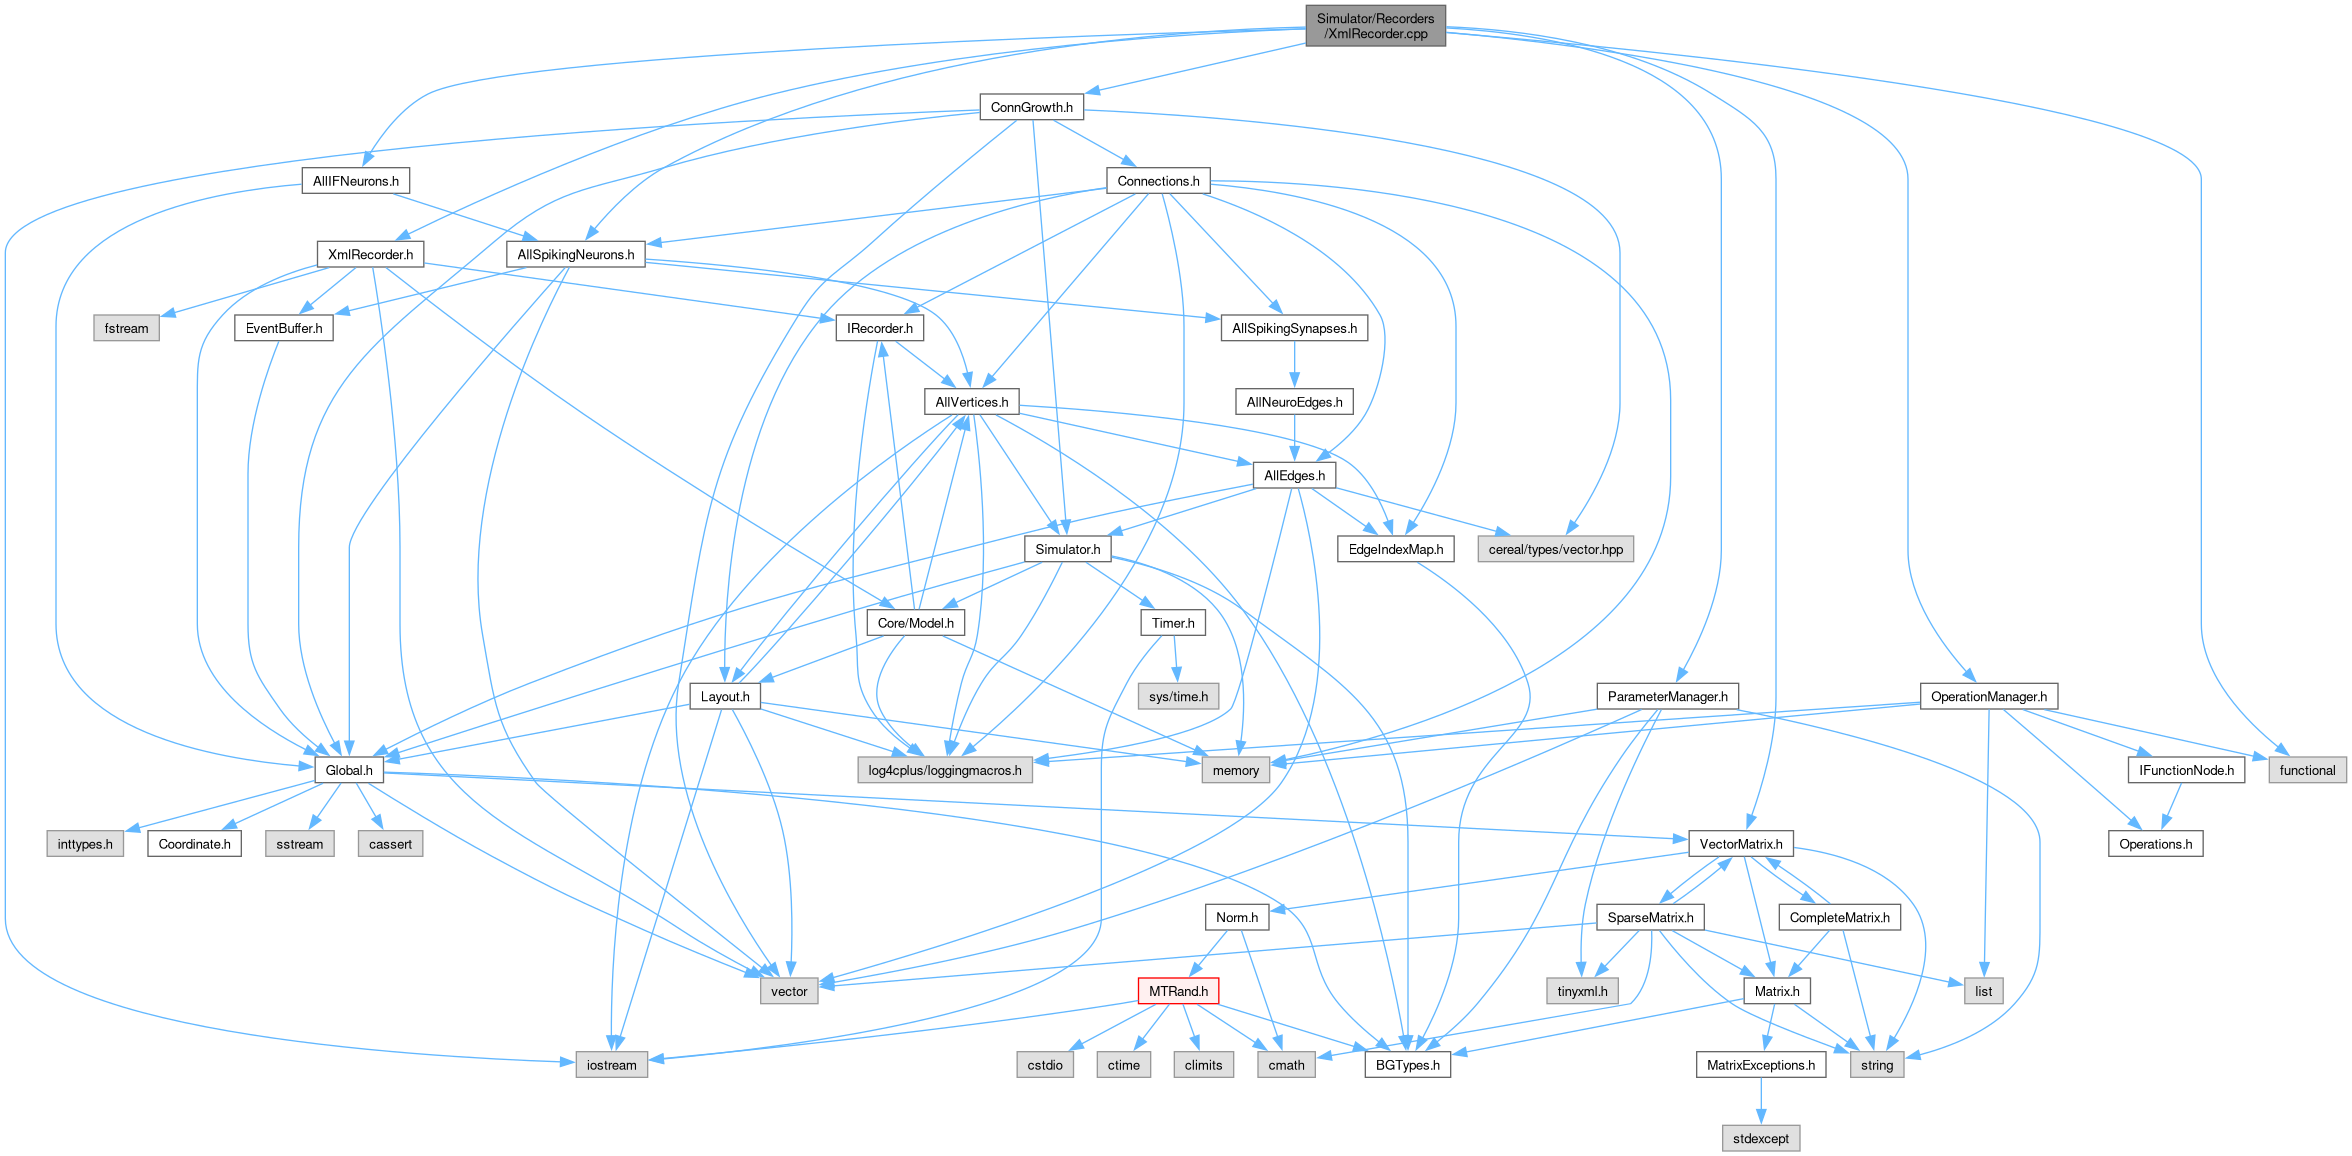 Simulator/Recorders
/XmlRecorder.cpp
ConnGrowth.h
AllIFNeurons.h
Connections.h
XmlRecorder.h
AllSpikingNeurons.h
fstream
EventBuffer.h
IRecorder.h
AllSpikingSynapses.h
AllVertices.h
AllNeuroEdges.h
AllEdges.h
Simulator.h
EdgeIndexMap.h
cereal/types/vector.hpp
Core/Model.h
Timer.h
Layout.h
sys/time.h
ParameterManager.h
OperationManager.h
Global.h
log4cplus/loggingmacros.h
memory
IFunctionNode.h
functional
inttypes.h
Coordinate.h
sstream
cassert
VectorMatrix.h
Operations.h
Norm.h
SparseMatrix.h
CompleteMatrix.h
vector
MTRand.h
tinyxml.h
Matrix.h
list
iostream
cstdio
ctime
climits
cmath
BGTypes.h
MatrixExceptions.h
string
stdexcept